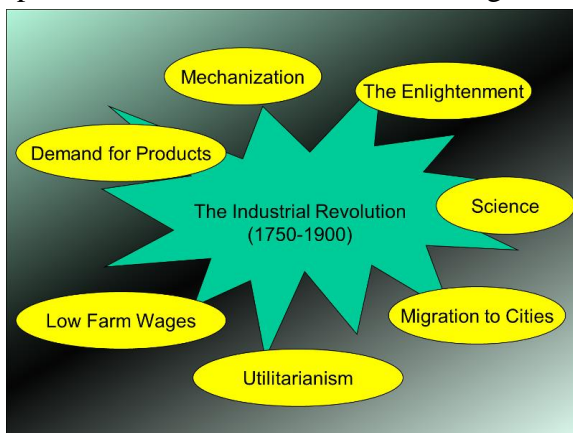 Mechanization
The Enlightenment
Demand for Products
Science
The Industrial Revolution
(1750-1900)
Low Farm Wages
Migration to Cities
Utilitarianism